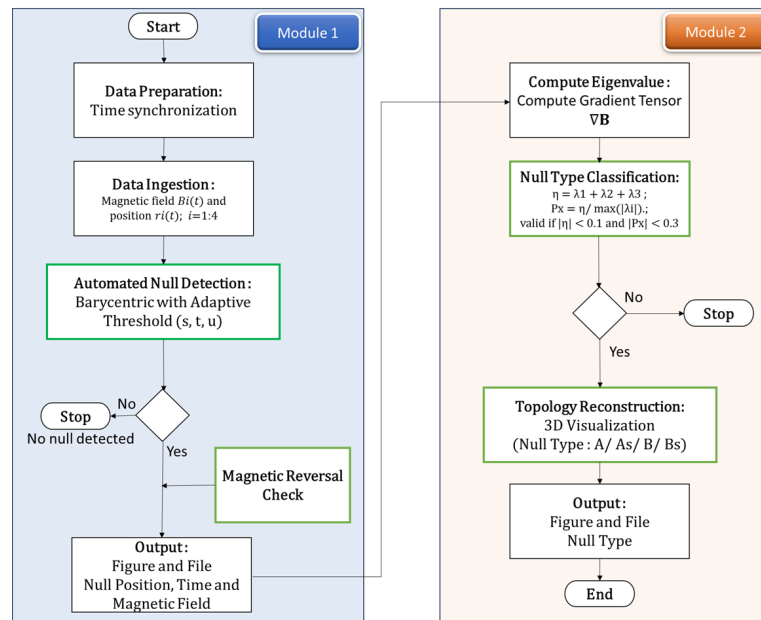 Module 1
Start
Data Preparation:
Time synchronization
Data Ingestion :
Magnetic field Bi(t) and
position ri(t); i=1:4
Automated Null Detection :
Barycentric with Adaptive
Threshold (s, t, u)
No
Stop
No null detected
Yes
Magnetic Reversal
Check
Output :
Figure and File
Null Position, Time and
Magnetic Field
Module 2
Compute Eigenvalue :
Compute Gradient Tensor
∇B
Null Type Classification:
η = λ1 + λ2 + λ3 ;
Px = η/ max(|λi|).;
valid if |η| < 0.1 and |Px| < 0.3
No
Stop
Yes
Topology Reconstruction:
3D Visualization
(Null Type : A/ As/ B/ Bs)
Output :
Figure and File
Null Type
End